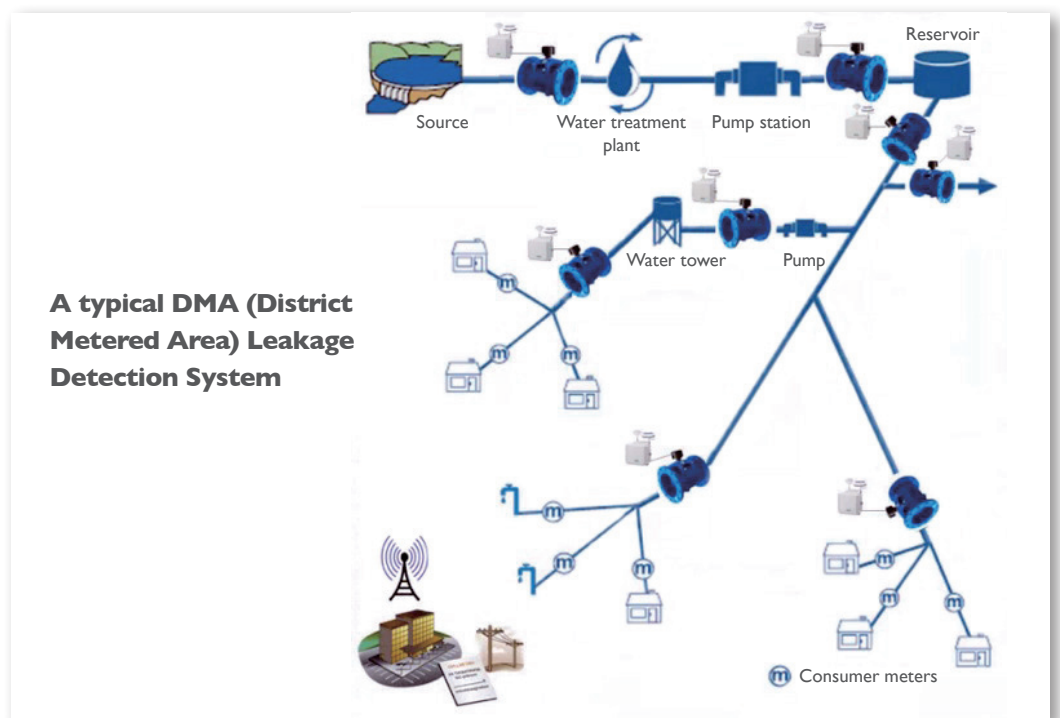 Reservoir
Source
Water treatment
plant
Pump station
Water tower
Pump
A typical DMA (District
Metered Area) Leakage
Detection System
m
m
m
m
m
m
m
m
m
m Consumer meters